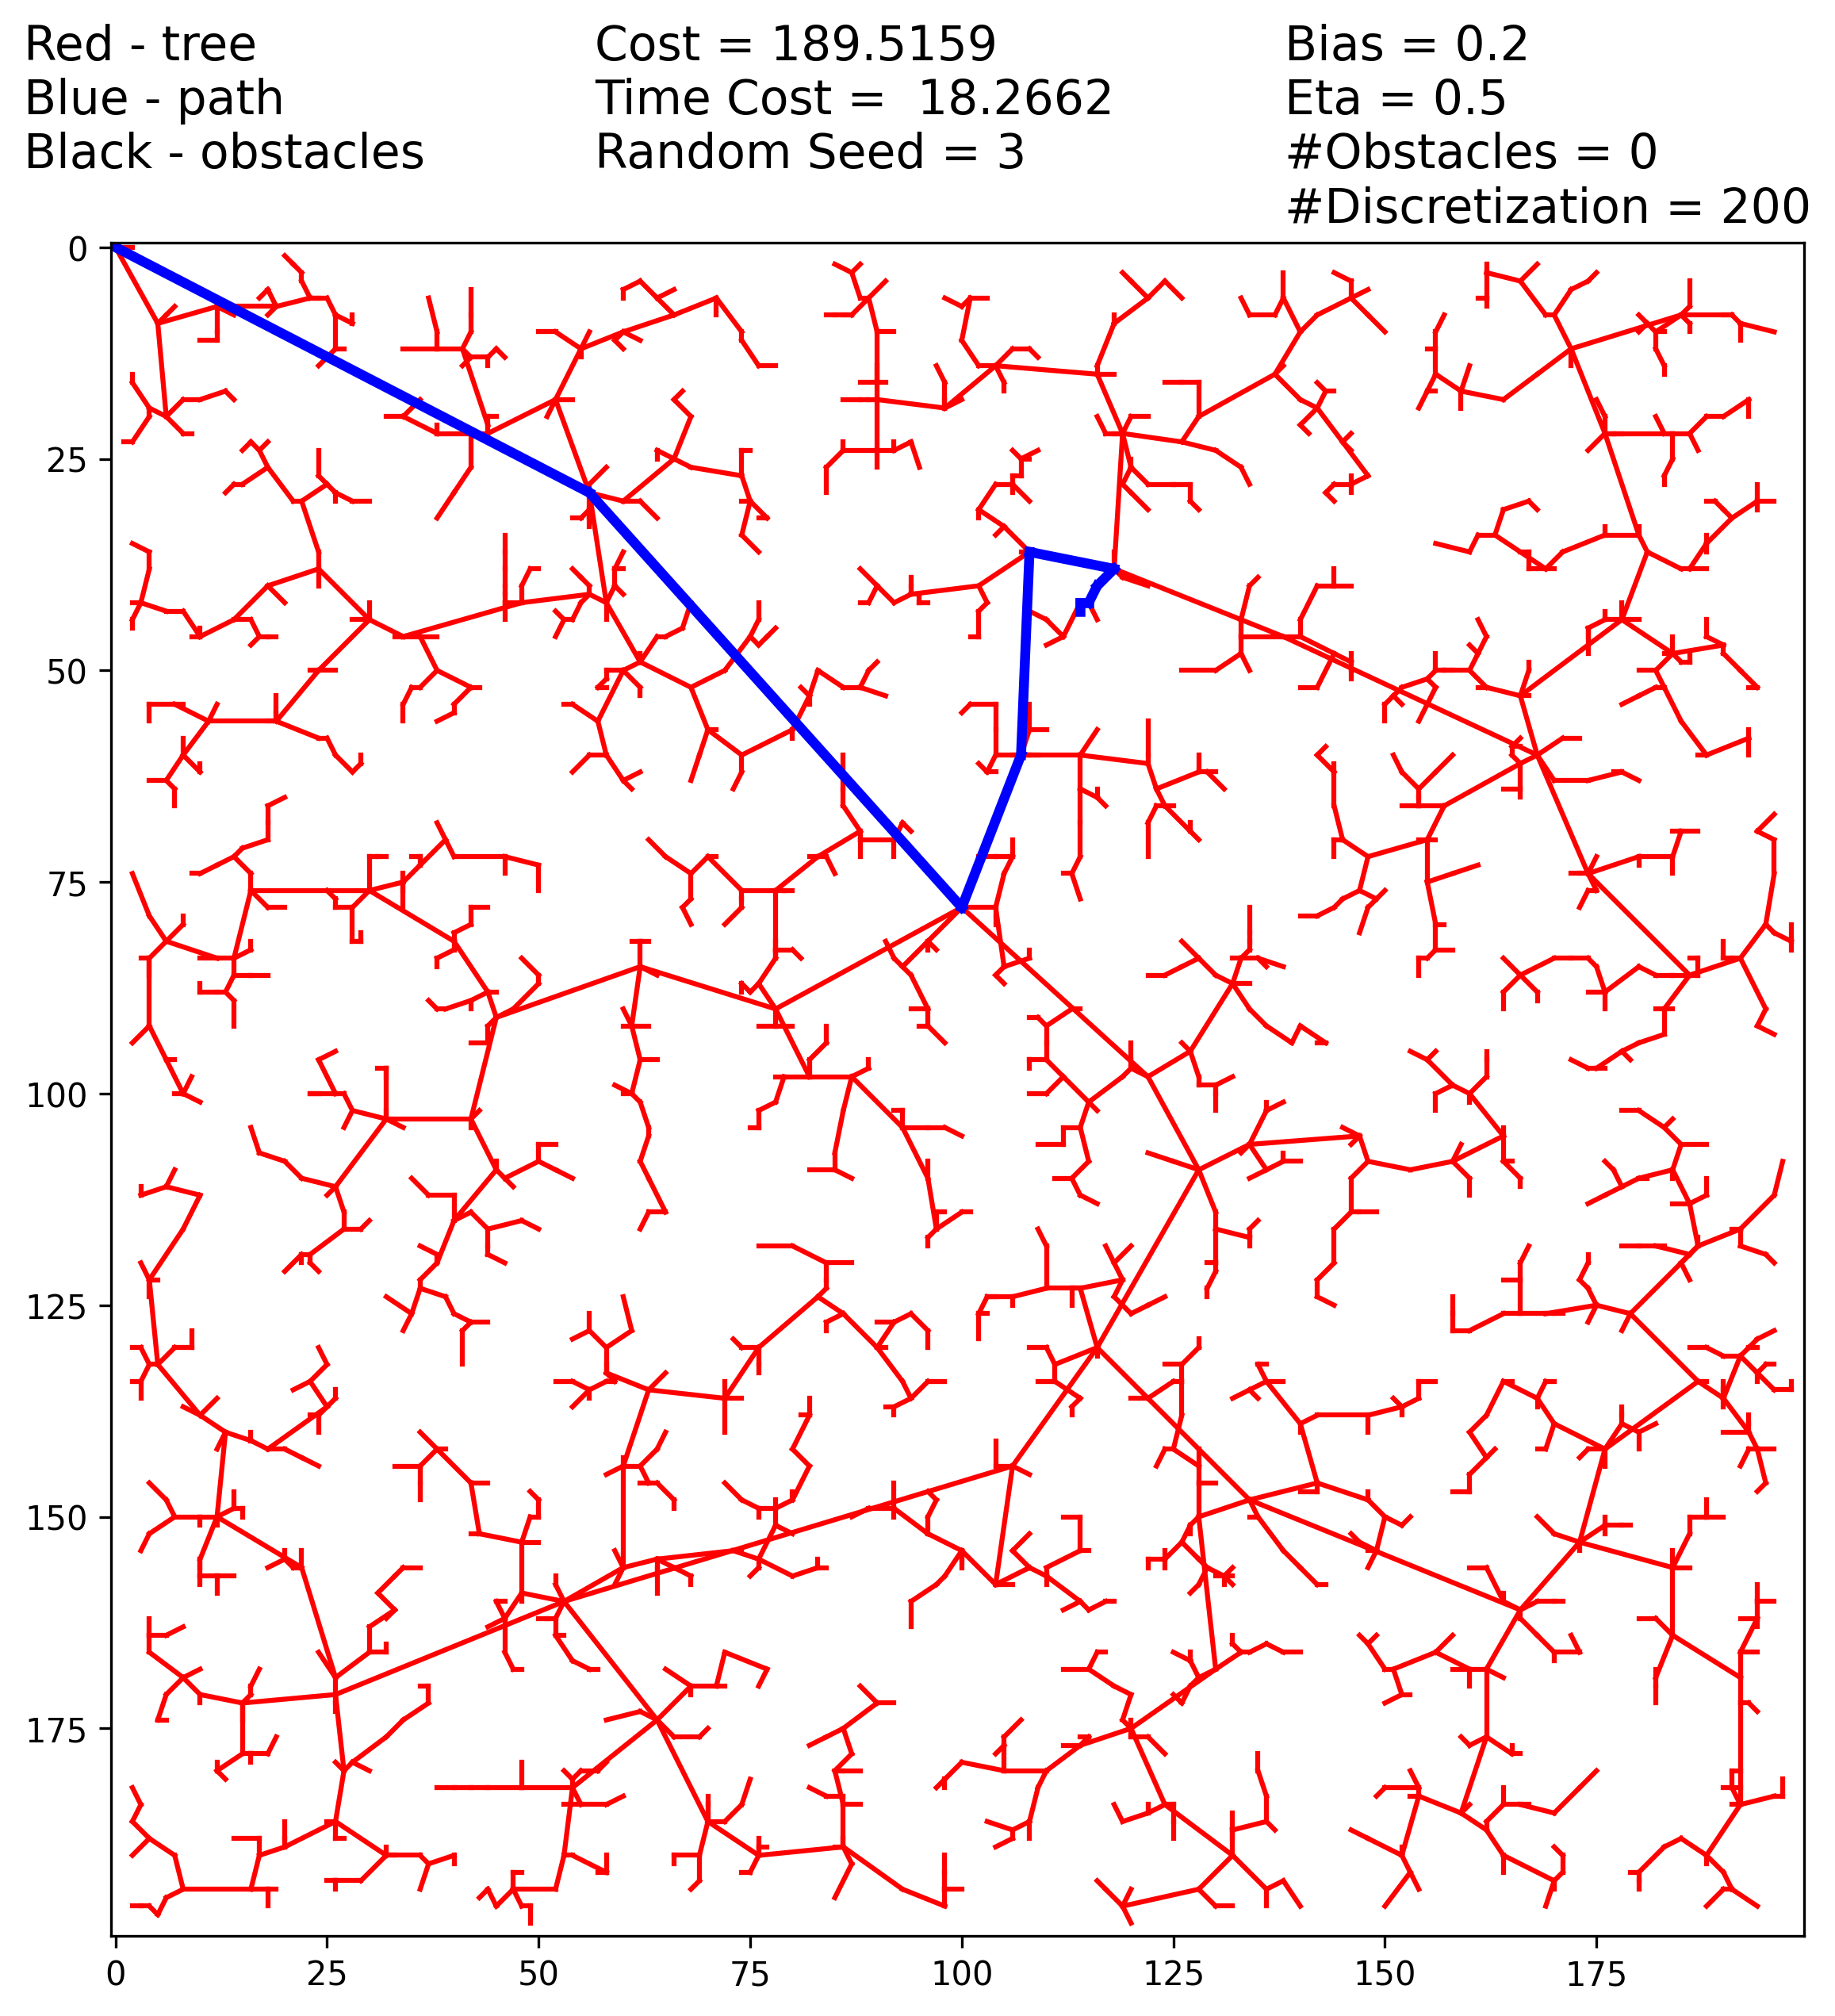 Red - tree
Blue - path
Black - obstacles
Cost = 189.5159
Time Cost =  18.2662
Random Seed = 3
Bias = 0.2
Eta = 0.5
#Obstacles = 0
#Discretization = 200
0
25
50
75
100
125
150
175
0
25
50
75
100
125
150
175